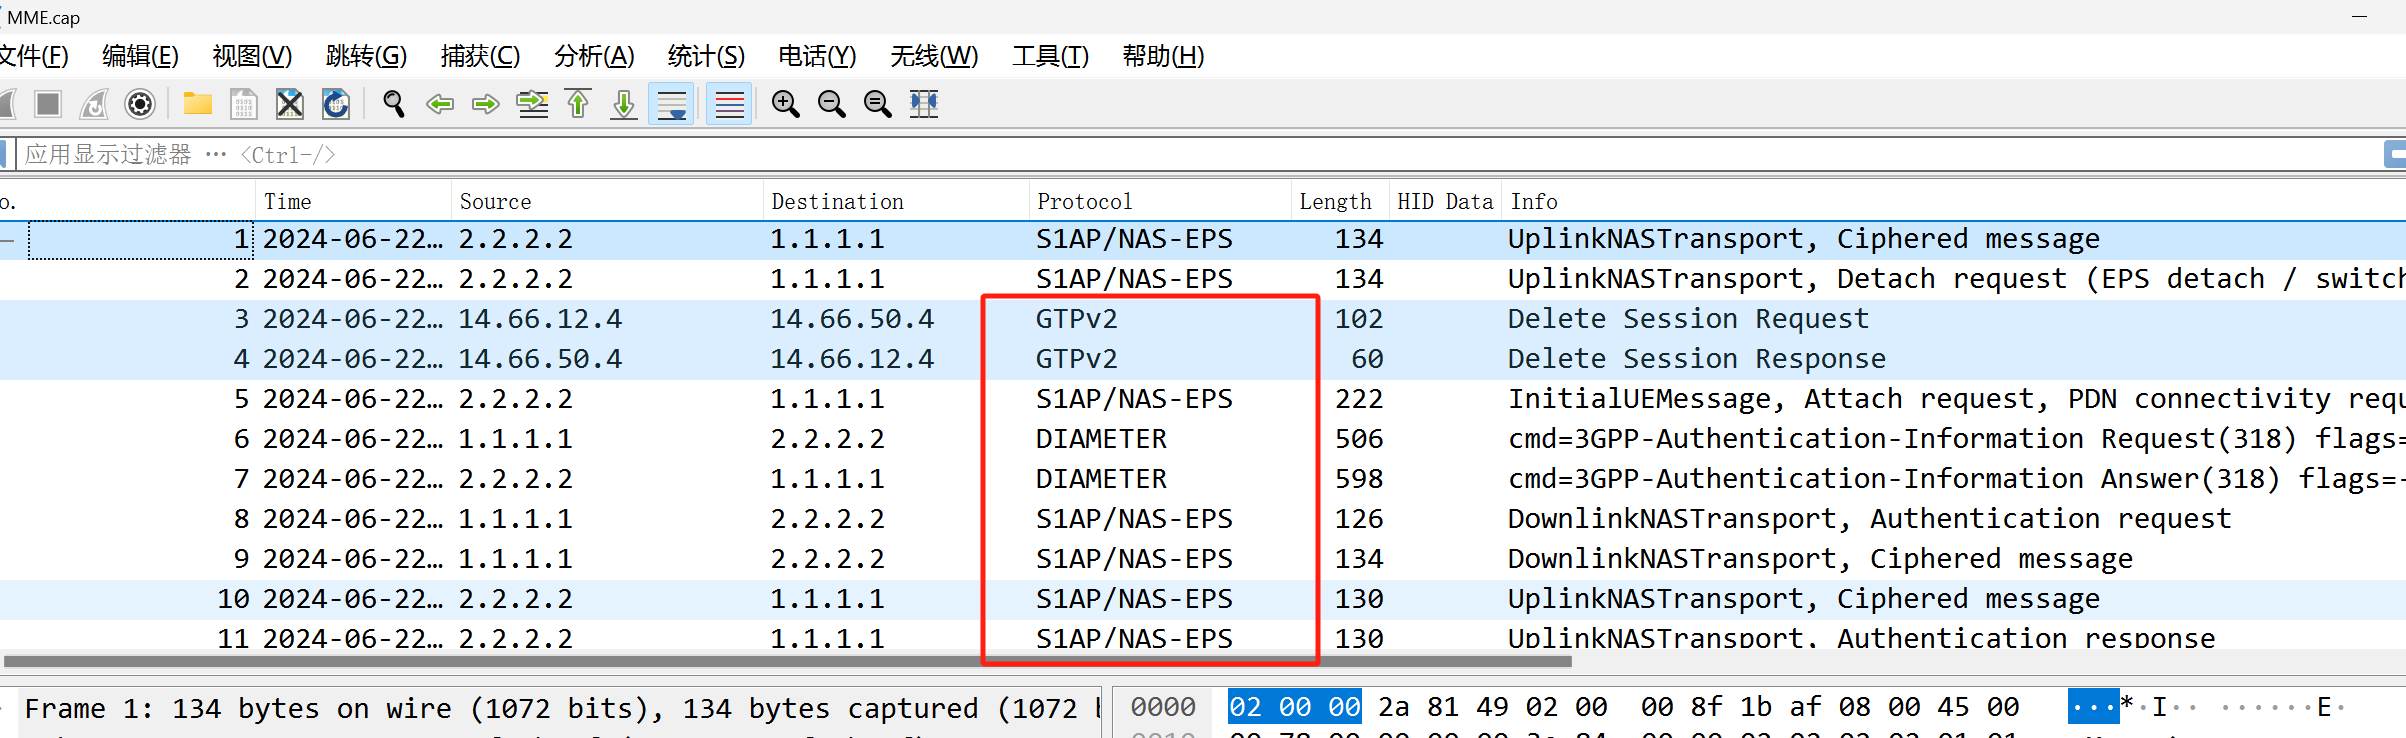 MME.cap
文件(F) 编辑(E) 视图(V) 跳转(G) 捕获(C) 分析(A) 统计(S) 电话(Y) 无线(W) 工具(T) 帮助(H)
应用显示过滤器 … <Ctrl-/>
o. Time Source Destination Protocol Length HID Data Info
1 2024-06-22… 2.2.2.2 1.1.1.1 S1AP/NAS-EPS 134 UplinkNASTransport, Ciphered message
2 2024-06-22… 2.2.2.2 1.1.1.1 S1AP/NAS-EPS 134 UplinkNASTransport, Detach request (EPS detach / switch
3 2024-06-22… 14.66.12.4 14.66.50.4 GTPv2 102 Delete Session Request
4 2024-06-22… 14.66.50.4 14.66.12.4 GTPv2 60 Delete Session Response
5 2024-06-22… 2.2.2.2 1.1.1.1 S1AP/NAS-EPS 222 InitialUEMessage, Attach request, PDN connectivity requ
6 2024-06-22… 1.1.1.1 2.2.2.2 DIAMETER 506 cmd=3GPP-Authentication-Information Request(318) flags=
7 2024-06-22… 2.2.2.2 1.1.1.1 DIAMETER 598 cmd=3GPP-Authentication-Information Answer(318) flags=-
8 2024-06-22… 1.1.1.1 2.2.2.2 S1AP/NAS-EPS 126 DownlinkNASTransport, Authentication request
9 2024-06-22… 1.1.1.1 2.2.2.2 S1AP/NAS-EPS 134 DownlinkNASTransport, Ciphered message
10 2024-06-22… 2.2.2.2 1.1.1.1 S1AP/NAS-EPS 130 UplinkNASTransport, Ciphered message
11 2024-06-22… 2.2.2.2 1.1.1.1 S1AP/NAS-EPS 130 UplinkNASTransport, Authentication response
Frame 1: 134 bytes on wire (1072 bits), 134 bytes captured (1072 b
0000 02 00 00 2a 81 49 02 00 00 8f 1b af 08 00 45 00 ···*·I·· ······E·